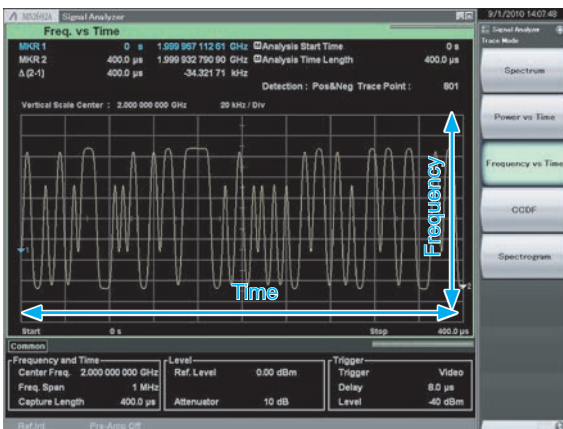 MX2692A Signal Analyzer
9/1/2010 14:07:48
Freq. vs Time
Signal Analyzer
Trace Mode
MKR 1 0 s 1.999 967 112 61 GHz Analysis Start Time 0 s
MKR 2 400.0 µs 1.999 932 790 90 GHz Analysis Time Length 400.0 µs
Δ(2-1) 400.0 µs -34.321 71 kHz
Detection : Pos&Neg Trace Point : 801
Vertical Scale Center : 2.000 000 000 GHz 20 kHz / Div
Spectrum
Power vs Time
Frequency vs Time
CCDF
Spectrogram
Frequency
1
2
Time
Start 0 s Stop 400.0 µs
Common
Frequency and Time Level Trigger
Center Freq. 2.000 000 000 GHz Ref. Level 0.00 dBm Trigger Video
Freq. Span 1 MHz Delay 8.0 µs
Capture Length 400.0 µs Attenuator 10 dB Level -40 dBm
Ref.Int Pre-Amp Off